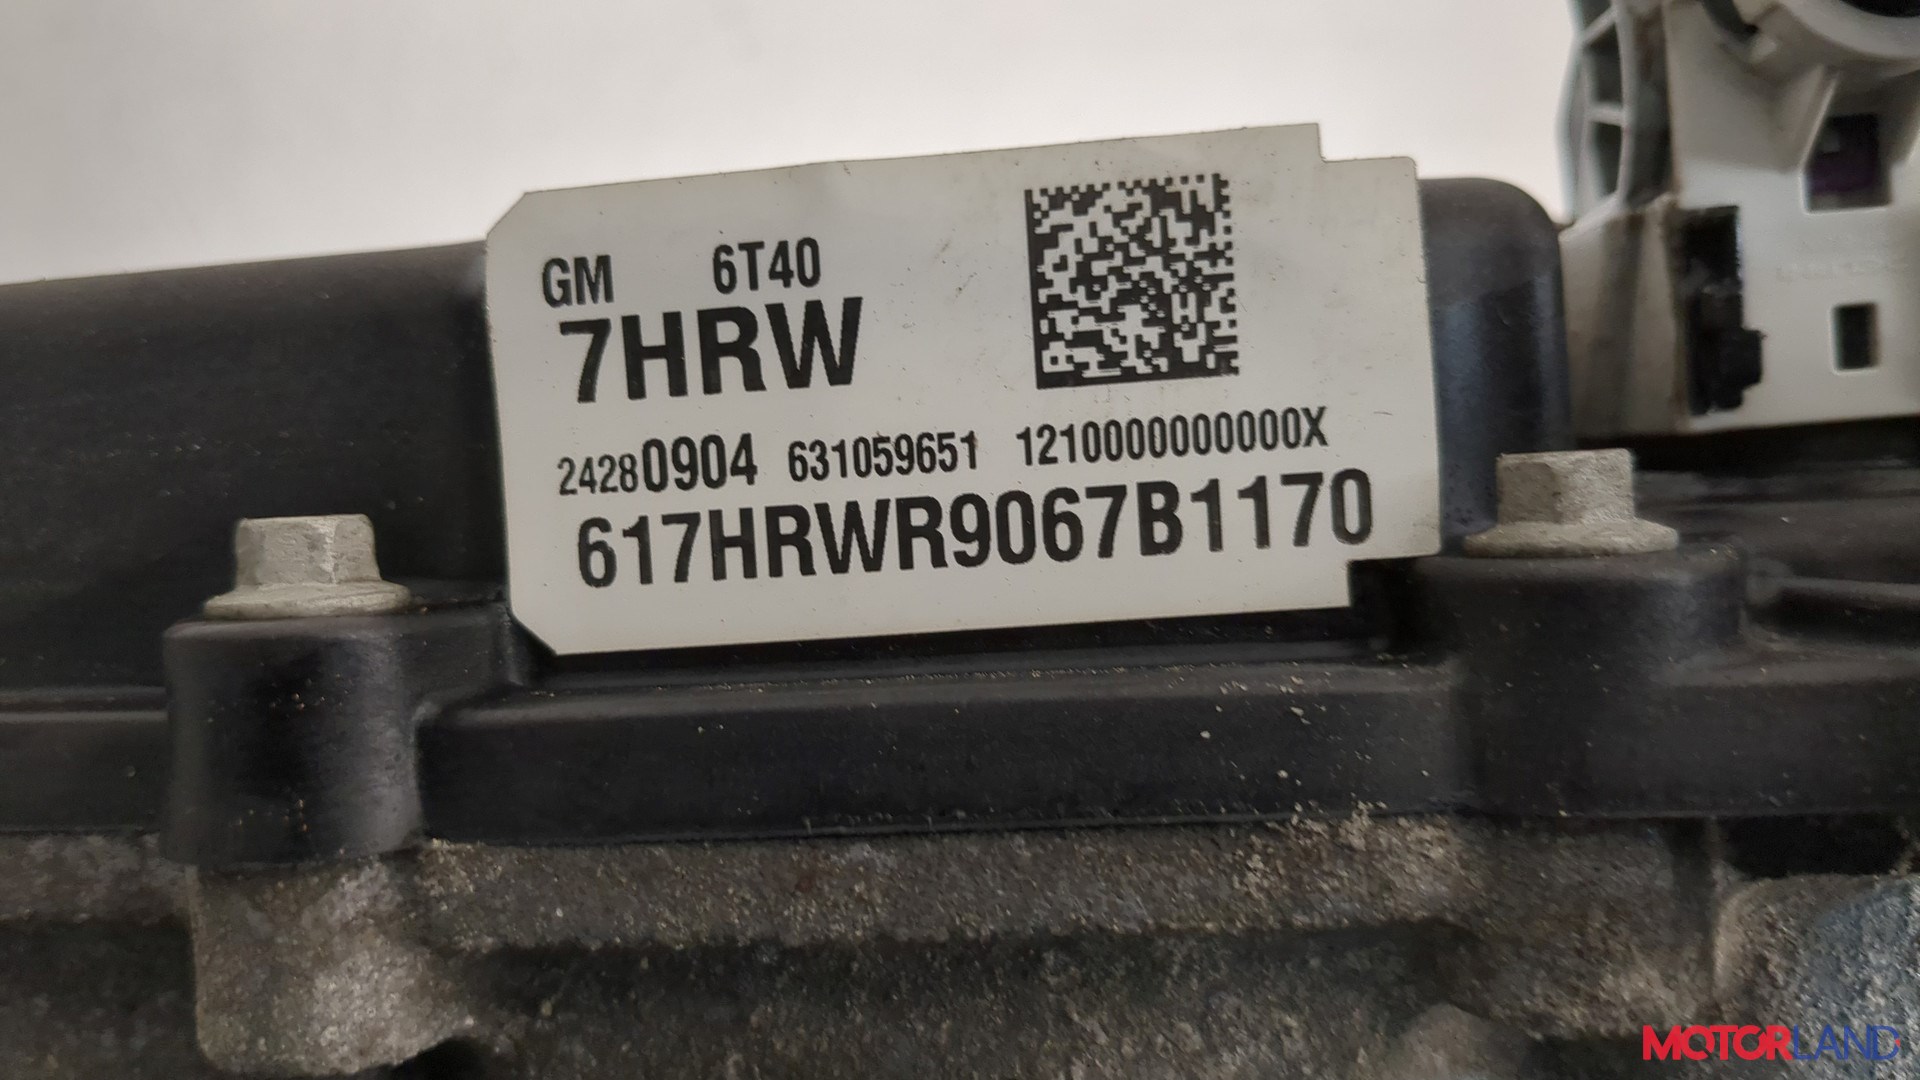 GM 6T40
7HRW
24280904 631059651 1210000000000X
617HRWR9067B1170
MOTORLAND